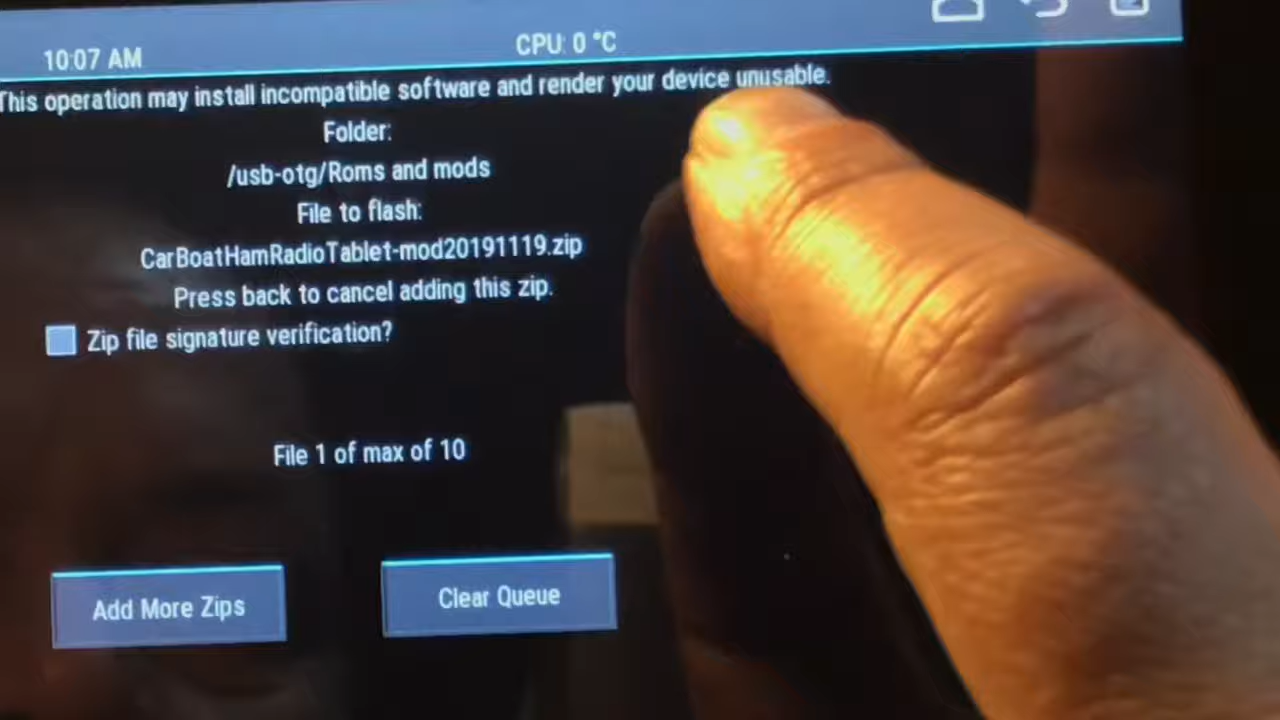 10:07 AM
CPU: 0 °C
This operation may install incompatible software and render your device unusable.
Folder:
/usb-otg/Roms and mods
File to flash:
CarBoatHamRadioTablet-mod20191119.zip
Press back to cancel adding this zip.
Zip file signature verification?
File 1 of max of 10
Add More Zips
Clear Queue